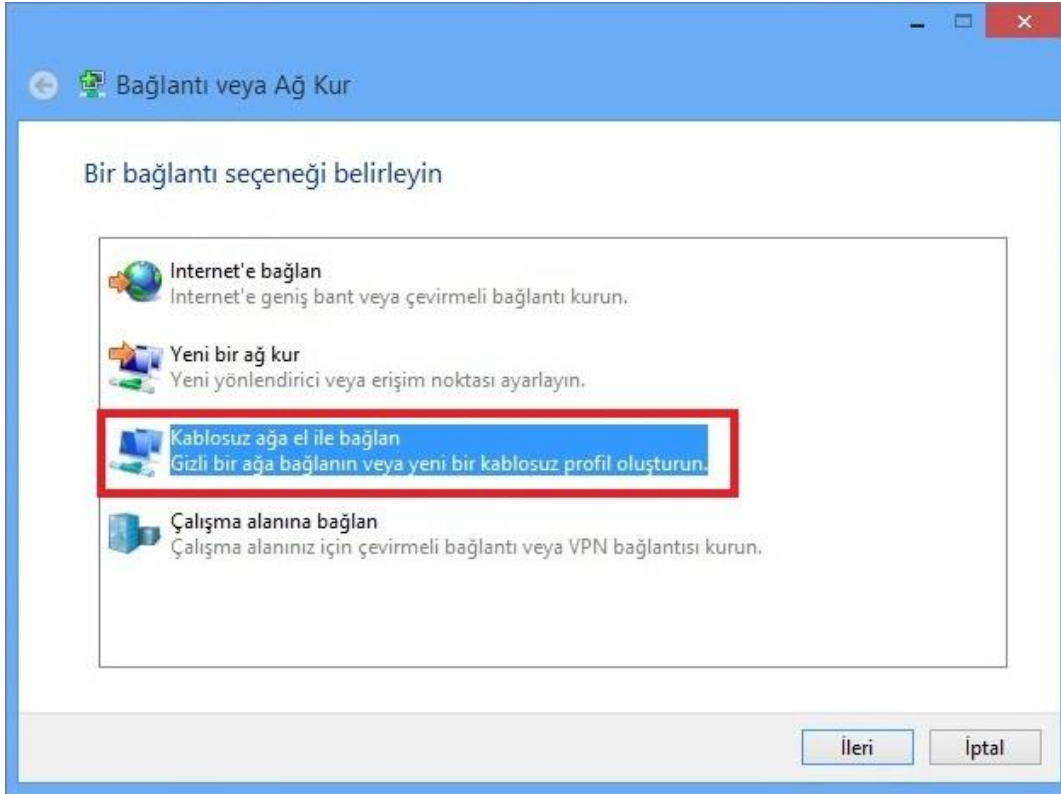 Bağlantı veya Ağ Kur
Bir bağlantı seçeneği belirleyin
Internet'e bağlan
Internet'e geniş bant veya çevirmeli bağlantı kurun.
Yeni bir ağ kur
Yeni yönlendirici veya erişim noktası ayarlayın.
Kablosuz ağa el ile bağlan
Gizli bir ağa bağlanın veya yeni bir kablosuz profil oluşturun.
Çalışma alanına bağlan
Çalışma alanınız için çevirmeli bağlantı veya VPN bağlantısı kurun.
İleri
İptal